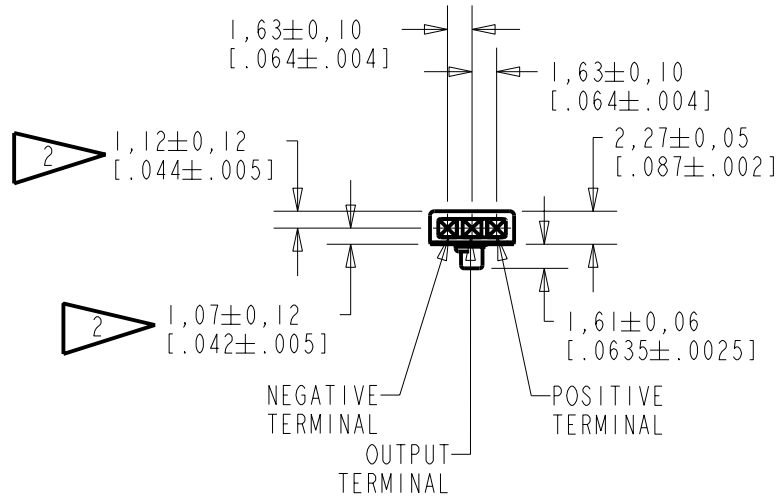 1,63±0,10
[.064±.004]
1,63±0,10
[.064±.004]
2
1,12±0,12
[.044±.005]
2,27±0,05
[.087±.002]
2
1,07±0,12
[.042±.005]
1,61±0,06
[.0635±.0025]
NEGATIVE
TERMINAL
POSITIVE
TERMINAL
OUTPUT
TERMINAL